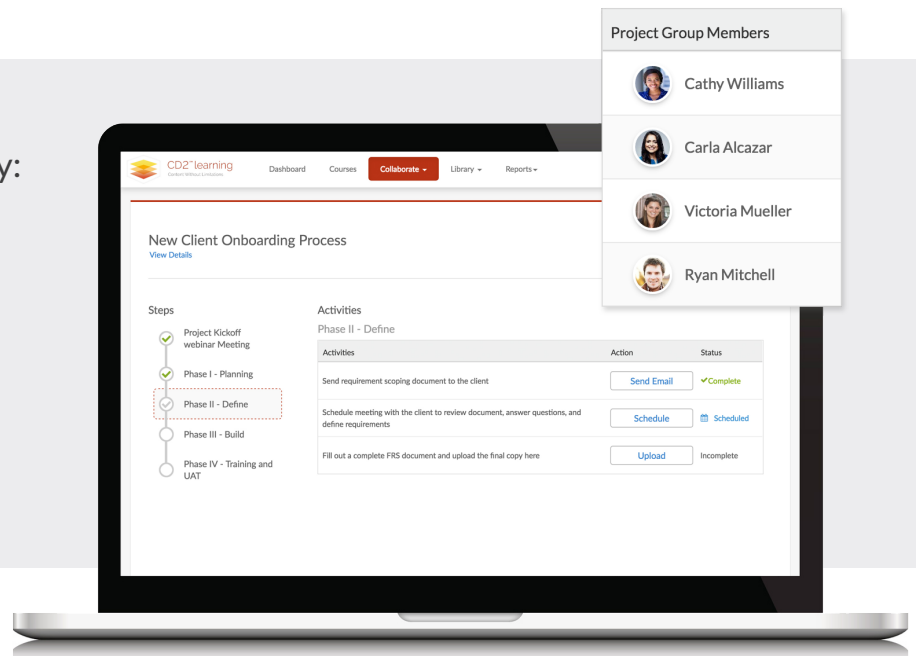 y:
Project Group Members
Cathy Williams
Carla Alcazar
Victoria Mueller
Ryan Mitchell
CD2 learning
Content Without Limitations
Dashboard
Courses
Collaborate
Library
Reports
New Client Onboarding Process
View Details
Steps
Project Kickoff
webinar Meeting
Phase I - Planning
Phase II - Define
Phase III - Build
Phase IV - Training and
UAT
Activities
Phase II - Define
Activities Action Status
Send requirement scoping document to the client Send Email Complete
Schedule meeting with the client to review document, answer questions, and
define requirements Schedule Scheduled
Fill out a complete FRS document and upload the final copy here Upload Incomplete